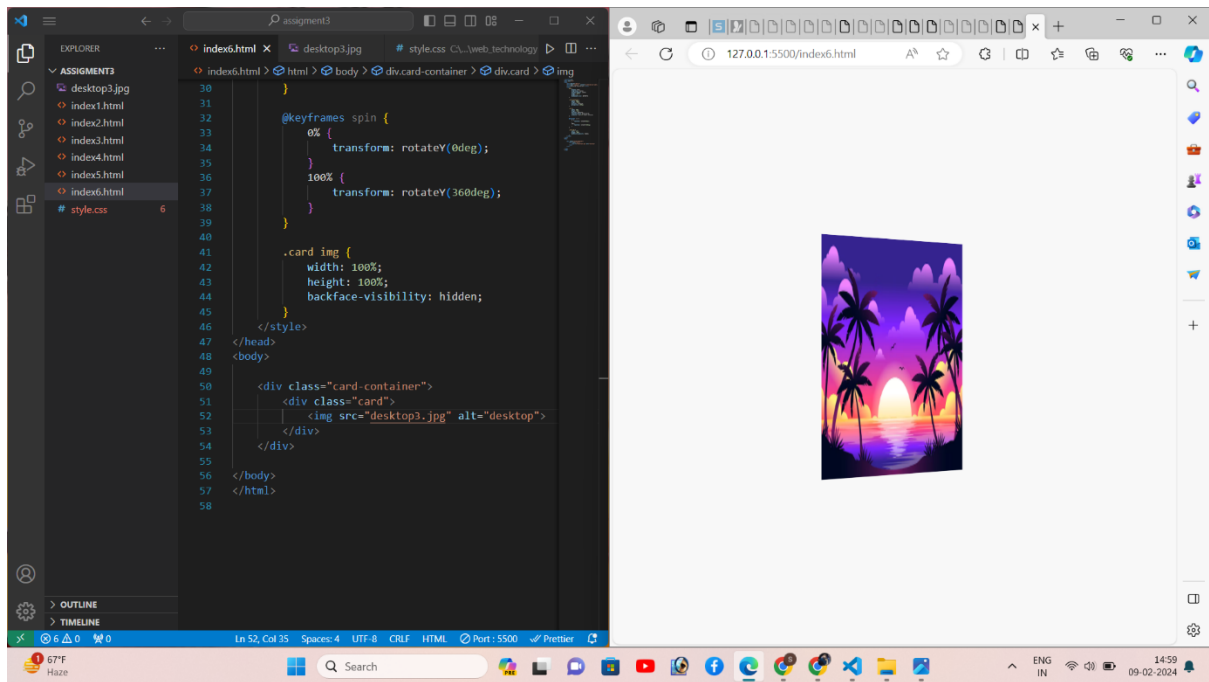 assigment3
EXPLORER
ASSIGMENT3
desktop3.jpg
index1.html
index2.html
index3.html
index4.html
index5.html
index6.html
style.css 6
OUTLINE
TIMELINE
index6.html desktop3.jpg style.css C:\...\web_technology
index6.html > html > body > div.card-container > div.card > img
30 }
31
32 @keyframes spin {
33 0% {
34 transform: rotateY(0deg);
35 }
36 100% {
37 transform: rotateY(360deg);
38 }
39 }
40
41 .card img {
42 width: 100%;
43 height: 100%;
44 backface-visibility: hidden;
45 }
46 </style>
47 </head>
48 <body>
49
50 <div class="card-container">
51 <div class="card">
52 <img src="desktop3.jpg" alt="desktop">
53 </div>
54 </div>
55
56 </body>
57 </html>
58
6 0 0 Ln 52, Col 35 Spaces: 4 UTF-8 CRLF HTML Port : 5500 Prettier
127.0.0.1:5500/index6.html
1
67°F
Haze
Search
PRE
ENG
IN
14:59
09-02-2024